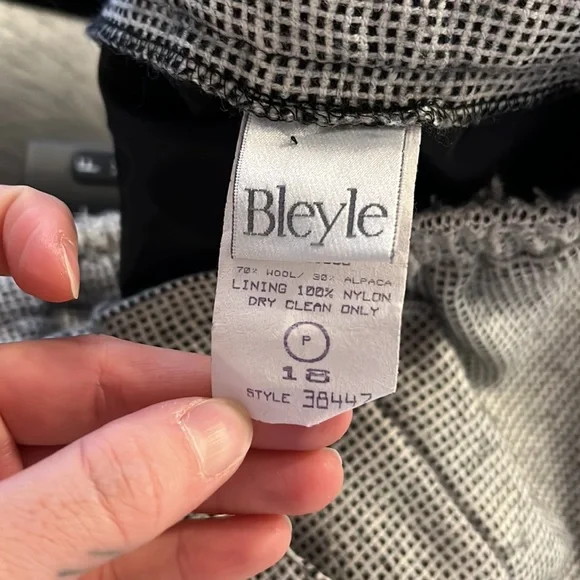 Bleyle
70% WOOL/ 30% ALPACA
LINING 100% NYLON
DRY CLEAN ONLY
P
18
STYLE 38447